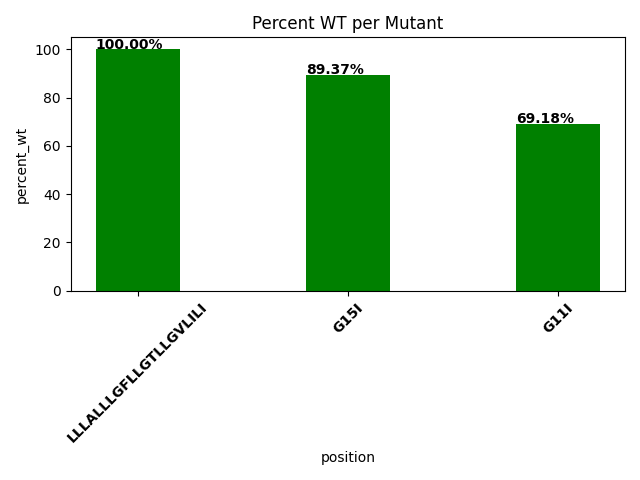 Percent WT per Mutant
100.00%
89.37%
69.18%
percent_wt
100
80
60
40
20
0
LLLALLLGFLLGTLLGVLILI
G15I
G11I
position